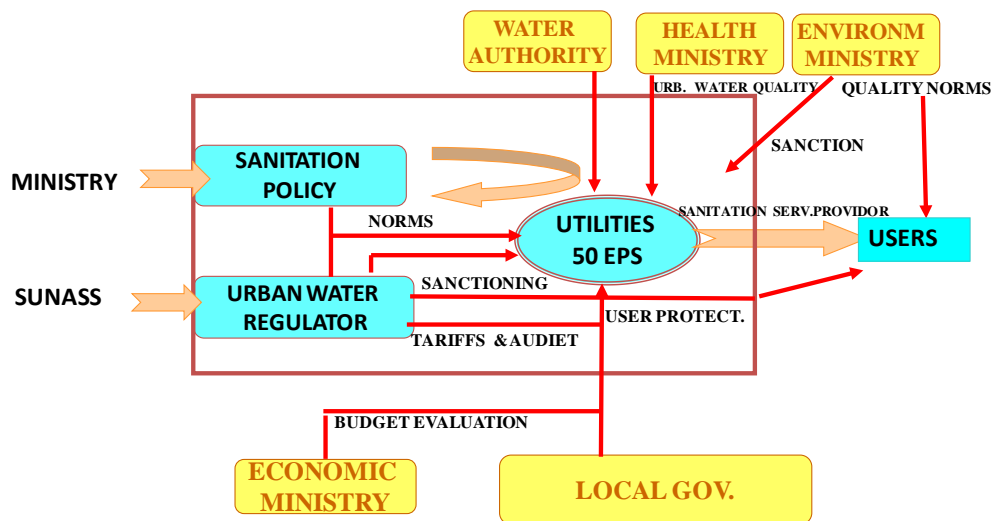 WATER
AUTHORITY
HEALTH
MINISTRY
ENVIRONM
MINISTRY
URB. WATER QUALITY
QUALITY NORMS
SANCTION
MINISTRY
SANITATION
POLICY
NORMS
UTILITIES
50 EPS
SANITATION SERV.PROVIDOR
USERS
SUNASS
URBAN WATER
REGULATOR
SANCTIONING
USER PROTECT.
TARIFFS & AUDIET
BUDGET EVALUATION
ECONOMIC
MINISTRY
LOCAL GOV.